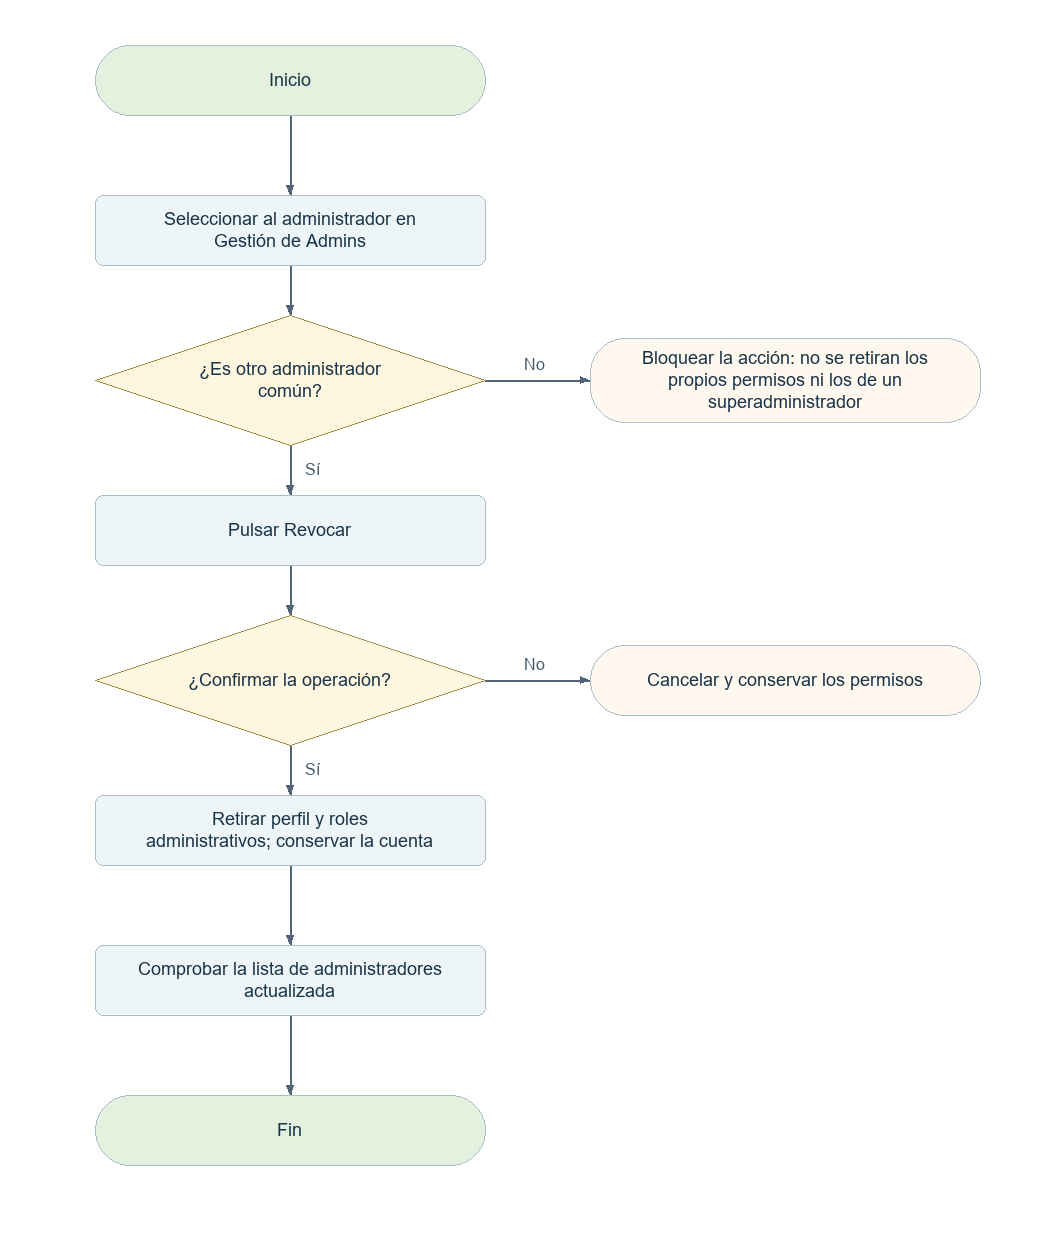 Inicio
Seleccionar al administrador en
Gestión de Admins
¿Es otro administrador
común?
No
Bloquear la acción: no se retiran los
propios permisos ni los de un
superadministrador
Sí
Pulsar Revocar
¿Confirmar la operación?
No
Cancelar y conservar los permisos
Sí
Retirar perfil y roles
administrativos; conservar la cuenta
Comprobar la lista de administradores
actualizada
Fin